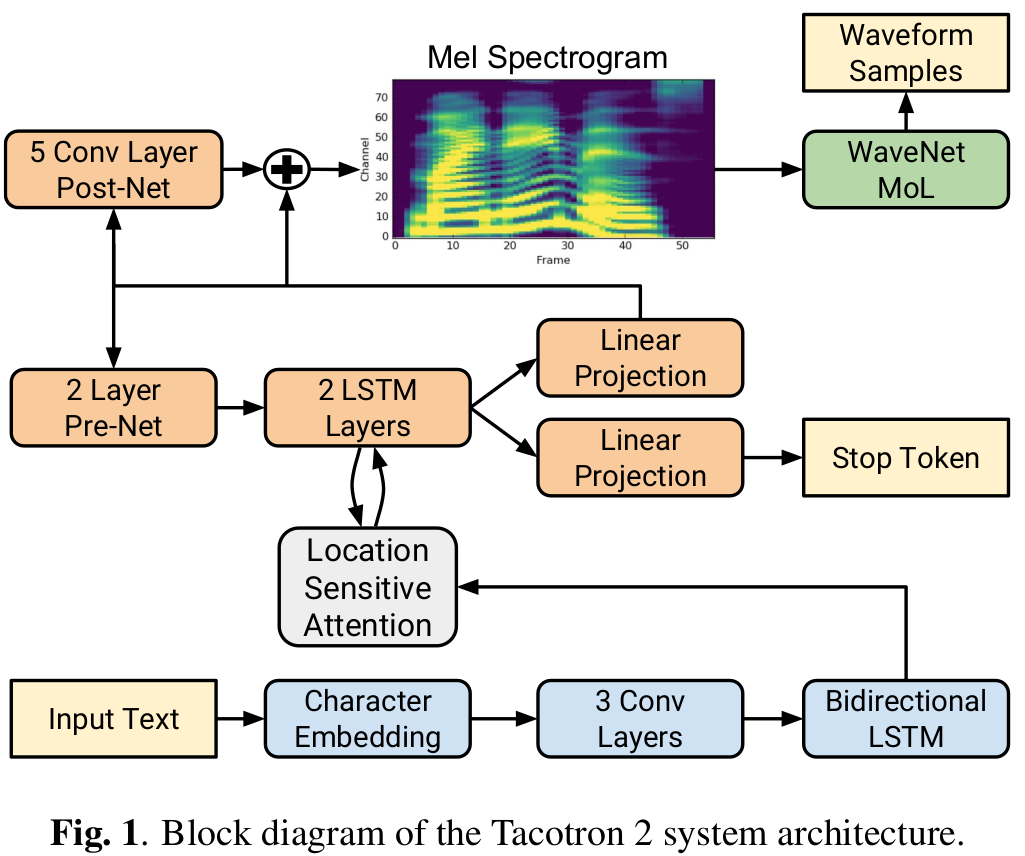 Waveform
Samples
Mel Spectrogram
5 Conv Layer
Post-Net
WaveNet
MoL
Channel
70
60
50
40
30
20
10
0
0 10 20 30 40 50
Frame
Linear
Projection
2 Layer
Pre-Net
2 LSTM
Layers
Linear
Projection
Stop Token
Location
Sensitive
Attention
Input Text
Character
Embedding
3 Conv
Layers
Bidirectional
LSTM
Fig. 1. Block diagram of the Tacotron 2 system architecture.